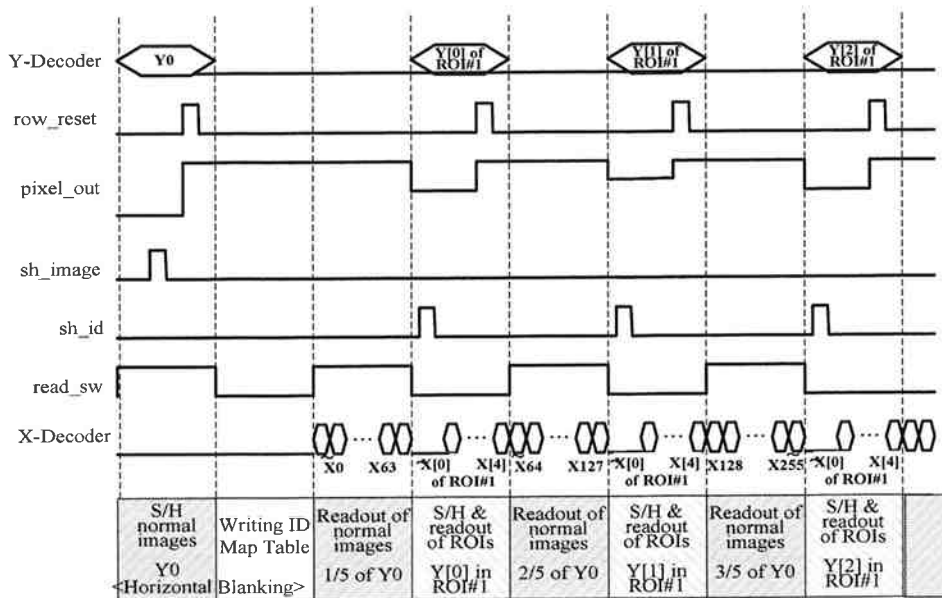 Y-Decoder
Y0
Y[0] of
ROI#1
Y[1] of
ROI#1
Y[2] of
ROI#1
row_reset
pixel_out
sh_image
sh_id
read_sw
X-Decoder
X0 X63 X[0] X[4] X64 X127 X[0] X[4] X128 X255 X[0] X[4]
of ROI#1 of ROI#1 of ROI#1
S/H
normal
images
Y0
<Horizontal
Writing ID
Map Table
Blanking>
Readout of
normal
images
1/5 of Y0
S/H &
readout
of ROIs
Y[0] in
ROI#1
Readout of
normal
images
2/5 of Y0
S/H &
readout
of ROIs
Y[1] in
ROI#1
Readout of
normal
images
3/5 of Y0
S/H &
readout
of ROIs
Y[2] in
ROI#1